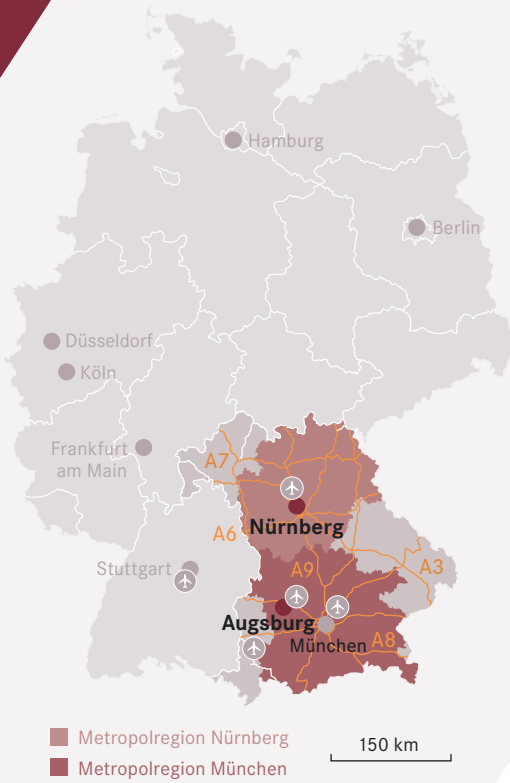 Hamburg
Berlin
Düsseldorf
Köln
Frankfurt
am Main
A7
Nürnberg
A6
Stuttgart
A9
A3
Augsburg
München
A8
Metropolregion Nürnberg
150 km
Metropolregion München